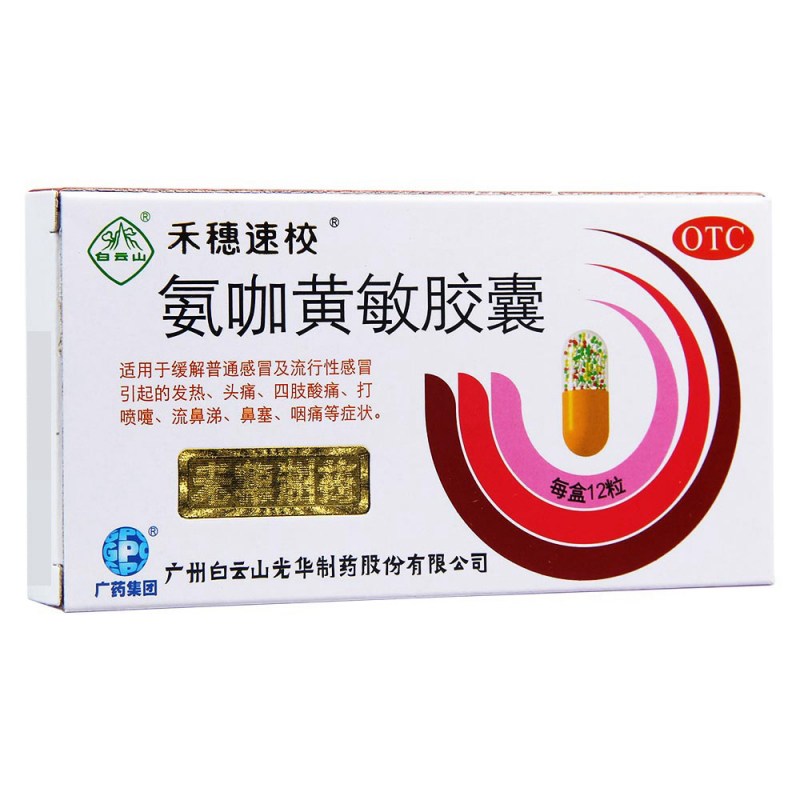 白云山
®
禾穗速校®
OTC
氨咖黄敏胶囊
适用于缓解普通感冒及流行性感冒
引起的发热、头痛、四肢酸痛、打
喷嚏、流鼻涕、鼻塞、咽痛等症状。
每盒12粒
GPC
®
广药集团
广州白云山光华制药股份有限公司